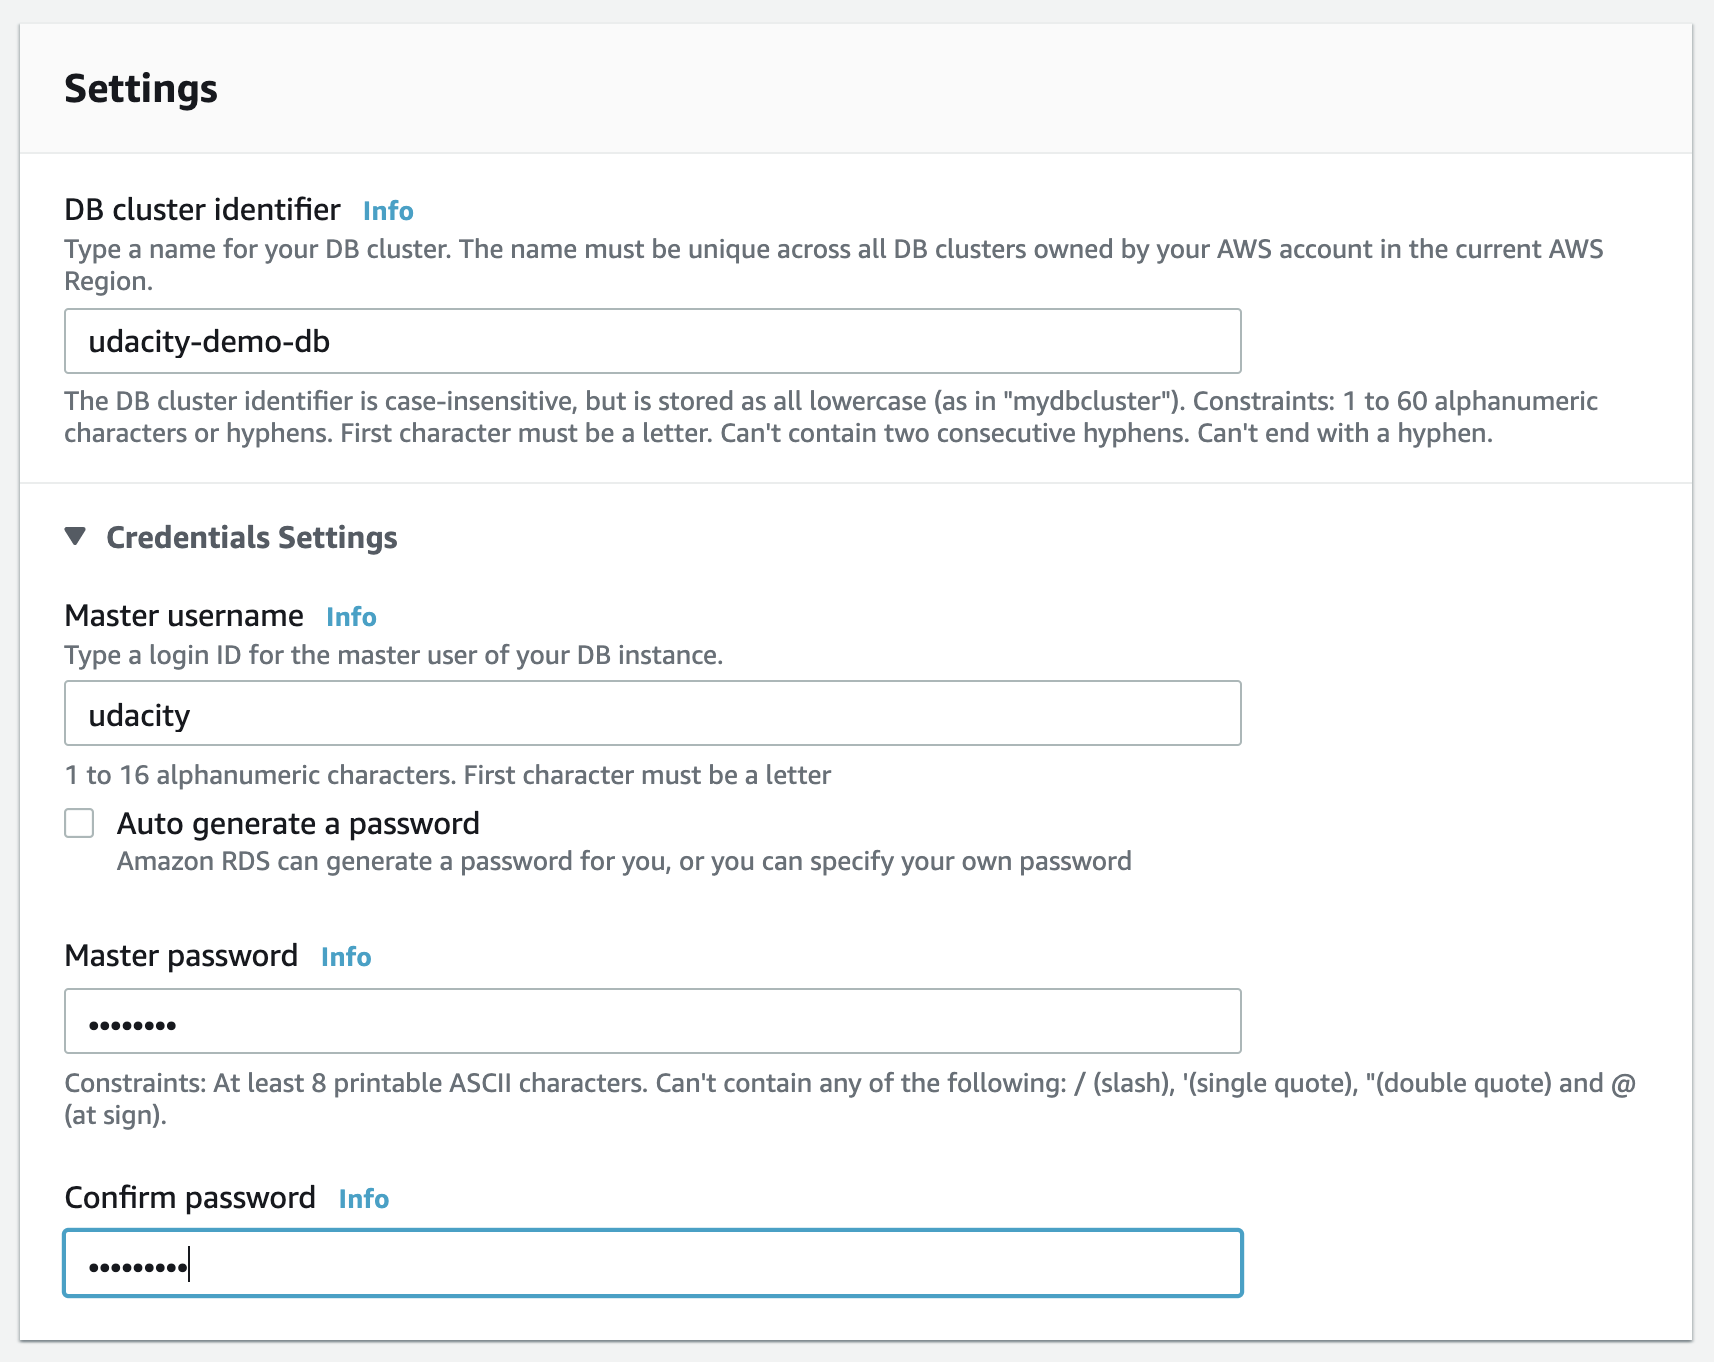 Settings
DB cluster identifier Info
Type a name for your DB cluster. The name must be unique across all DB clusters owned by your AWS account in the current AWS
Region.
udacity-demo-db
The DB cluster identifier is case-insensitive, but is stored as all lowercase (as in "mydbcluster"). Constraints: 1 to 60 alphanumeric
characters or hyphens. First character must be a letter. Can't contain two consecutive hyphens. Can't end with a hyphen.
▼ Credentials Settings
Master username Info
Type a login ID for the master user of your DB instance.
udacity
1 to 16 alphanumeric characters. First character must be a letter
Auto generate a password
Amazon RDS can generate a password for you, or you can specify your own password
Master password Info
••••••••
Constraints: At least 8 printable ASCII characters. Can't contain any of the following: / (slash), '(single quote), "(double quote) and @
(at sign).
Confirm password Info
•••••••••